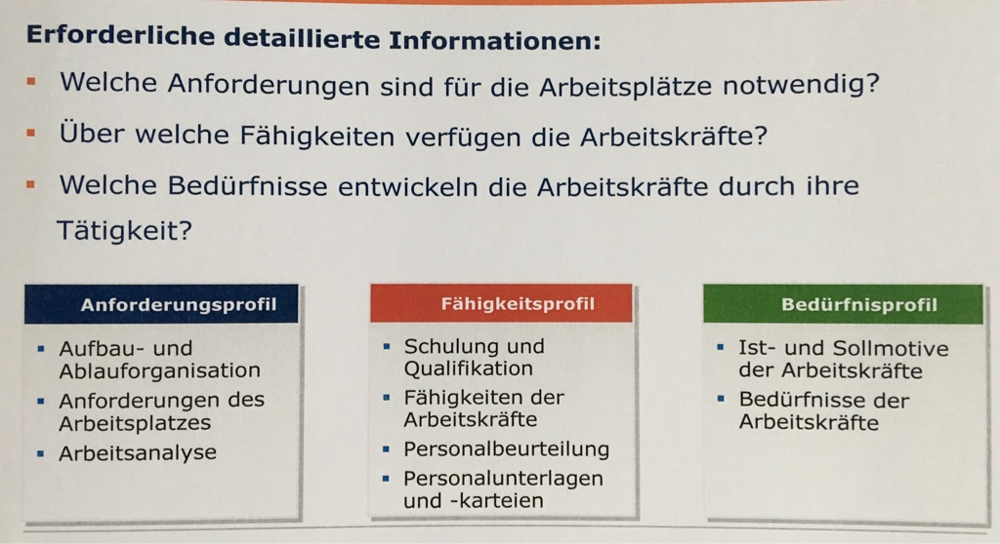 Erforderliche detaillierte Informationen:
▪ Welche Anforderungen sind für die Arbeitsplätze notwendig?
▪ Über welche Fähigkeiten verfügen die Arbeitskräfte?
▪ Welche Bedürfnisse entwickeln die Arbeitskräfte durch ihre
Tätigkeit?
Anforderungsprofil
▪ Aufbau- und
Ablauforganisation
▪ Anforderungen des
Arbeitsplatzes
▪ Arbeitsanalyse
Fähigkeitsprofil
▪ Schulung und
Qualifikation
▪ Fähigkeiten der
Arbeitskräfte
▪ Personalbeurteilung
▪ Personalunterlagen
und -karteien
Bedürfnisprofil
▪ Ist- und Sollmotive
der Arbeitskräfte
▪ Bedürfnisse der
Arbeitskräfte